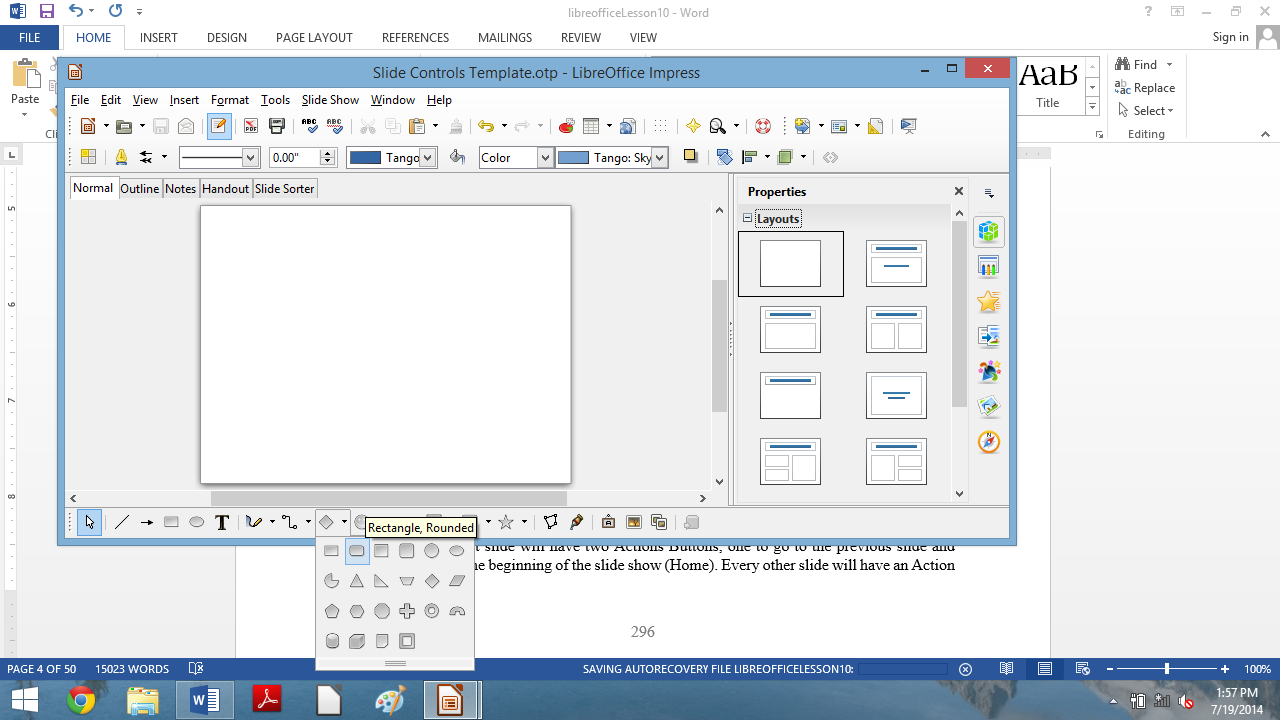 libreofficeLesson10 - Word
FILE HOME INSERT DESIGN PAGE LAYOUT REFERENCES MAILINGS REVIEW VIEW Sign in
Paste
AaB
Title
Find
Replace
Select
Editing
Slide Controls Template.otp - LibreOffice Impress
File Edit View Insert Format Tools Slide Show Window Help
0.00" Tango Color Tango: Sky
Normal Outline Notes Handout Slide Sorter
Properties
Layouts
5
6
7
8
Rectangle, Rounded
slide will have two Actions Buttons, one to go to the previous slide and
beginning of the slide show (Home). Every other slide will have an Action
296
PAGE 4 OF 50 15023 WORDS SAVING AUTORECOVERY FILE LIBREOFFICELESSON10: 100%
1:57 PM
7/19/2014